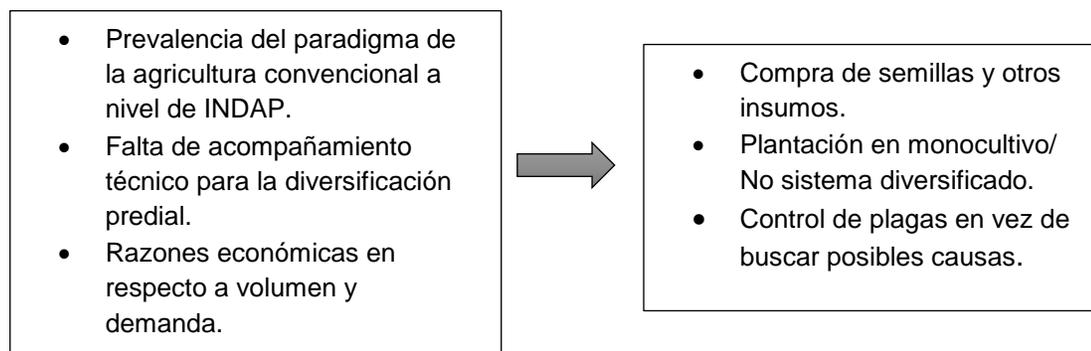 • Prevalencia del paradigma de
la agricultura convencional a
nivel de INDAP.
• Falta de acompañamiento
técnico para la diversificación
predial.
• Razones económicas en
respecto a volumen y
demanda.
• Compra de semillas y otros
insumos.
• Plantación en monocultivo/
No sistema diversificado.
• Control de plagas en vez de
buscar posibles causas.